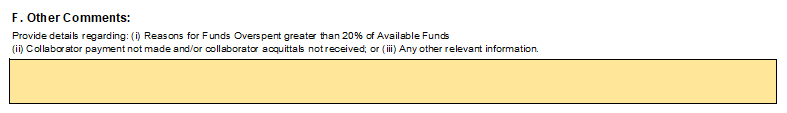 F. Other Comments:
Provide details regarding: (i) Reasons for Funds Overspent greater than 20% of Available Funds
(ii) Collaborator payment not made and/or collaborator acquittals not received; or (iii) Any other relevant information.